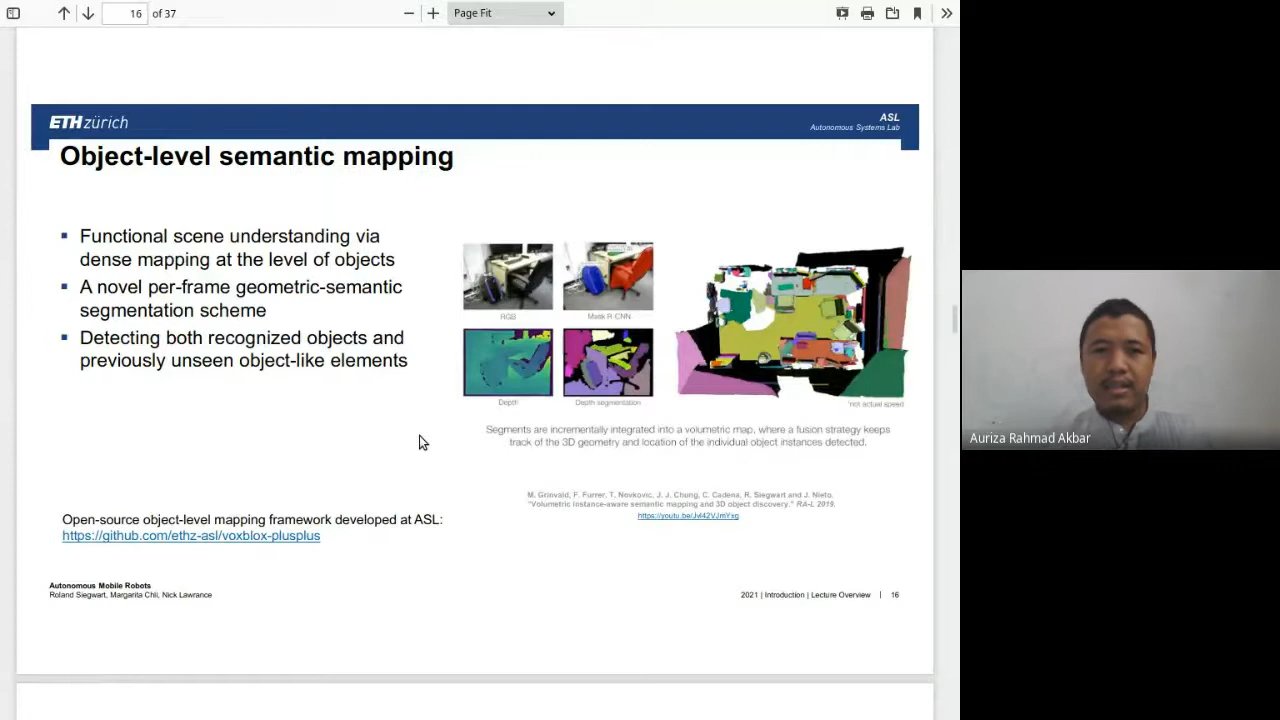 16 of 37
Page Fit
ETH zürich
ASL
Autonomous Systems Lab
Object-level semantic mapping
Functional scene understanding via
dense mapping at the level of objects
A novel per-frame geometric-semantic
segmentation scheme
Detecting both recognized objects and
previously unseen object-like elements
RGB
Mask R-CNN
Depth
Depth segmentation
*not actual speed
Segments are incrementally integrated into a volumetric map, where a fusion strategy keeps
track of the 3D geometry and location of the individual object instances detected.
M. Grinvald, F. Furrer, T. Novkovic, J. J. Chung, C. Cadena, R. Siegwart and J. Nieto.
"Volumetric instance-aware semantic mapping and 3D object discovery." RA-L 2019.
Open-source object-level mapping framework developed at ASL:
https://github.com/ethz-asl/voxblox-plusplus
Autonomous Mobile Robots
Roland Siegwart, Margarita Chli, Nick Lawrance
2021 | Introduction | Lecture Overview | 16
Auriza Rahmad Akbar